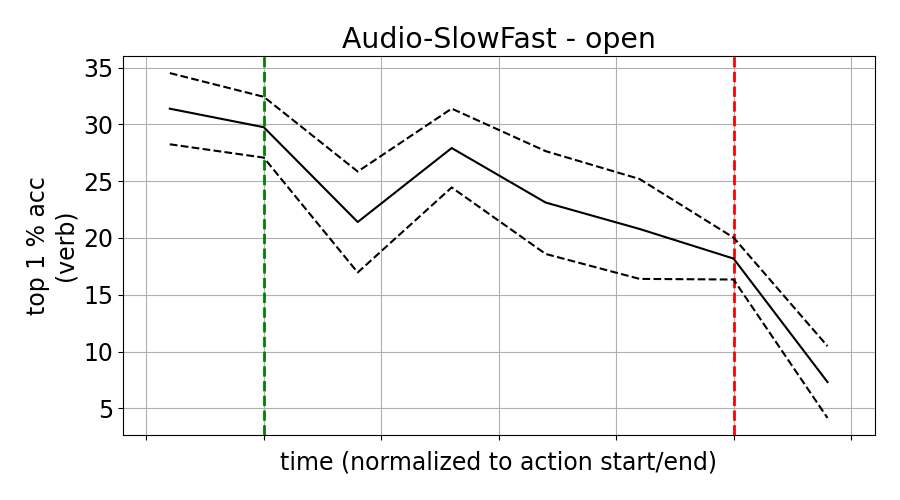 Audio-SlowFast - open
35
30
25
20
15
10
5
top 1 % acc
(verb)
time (normalized to action start/end)